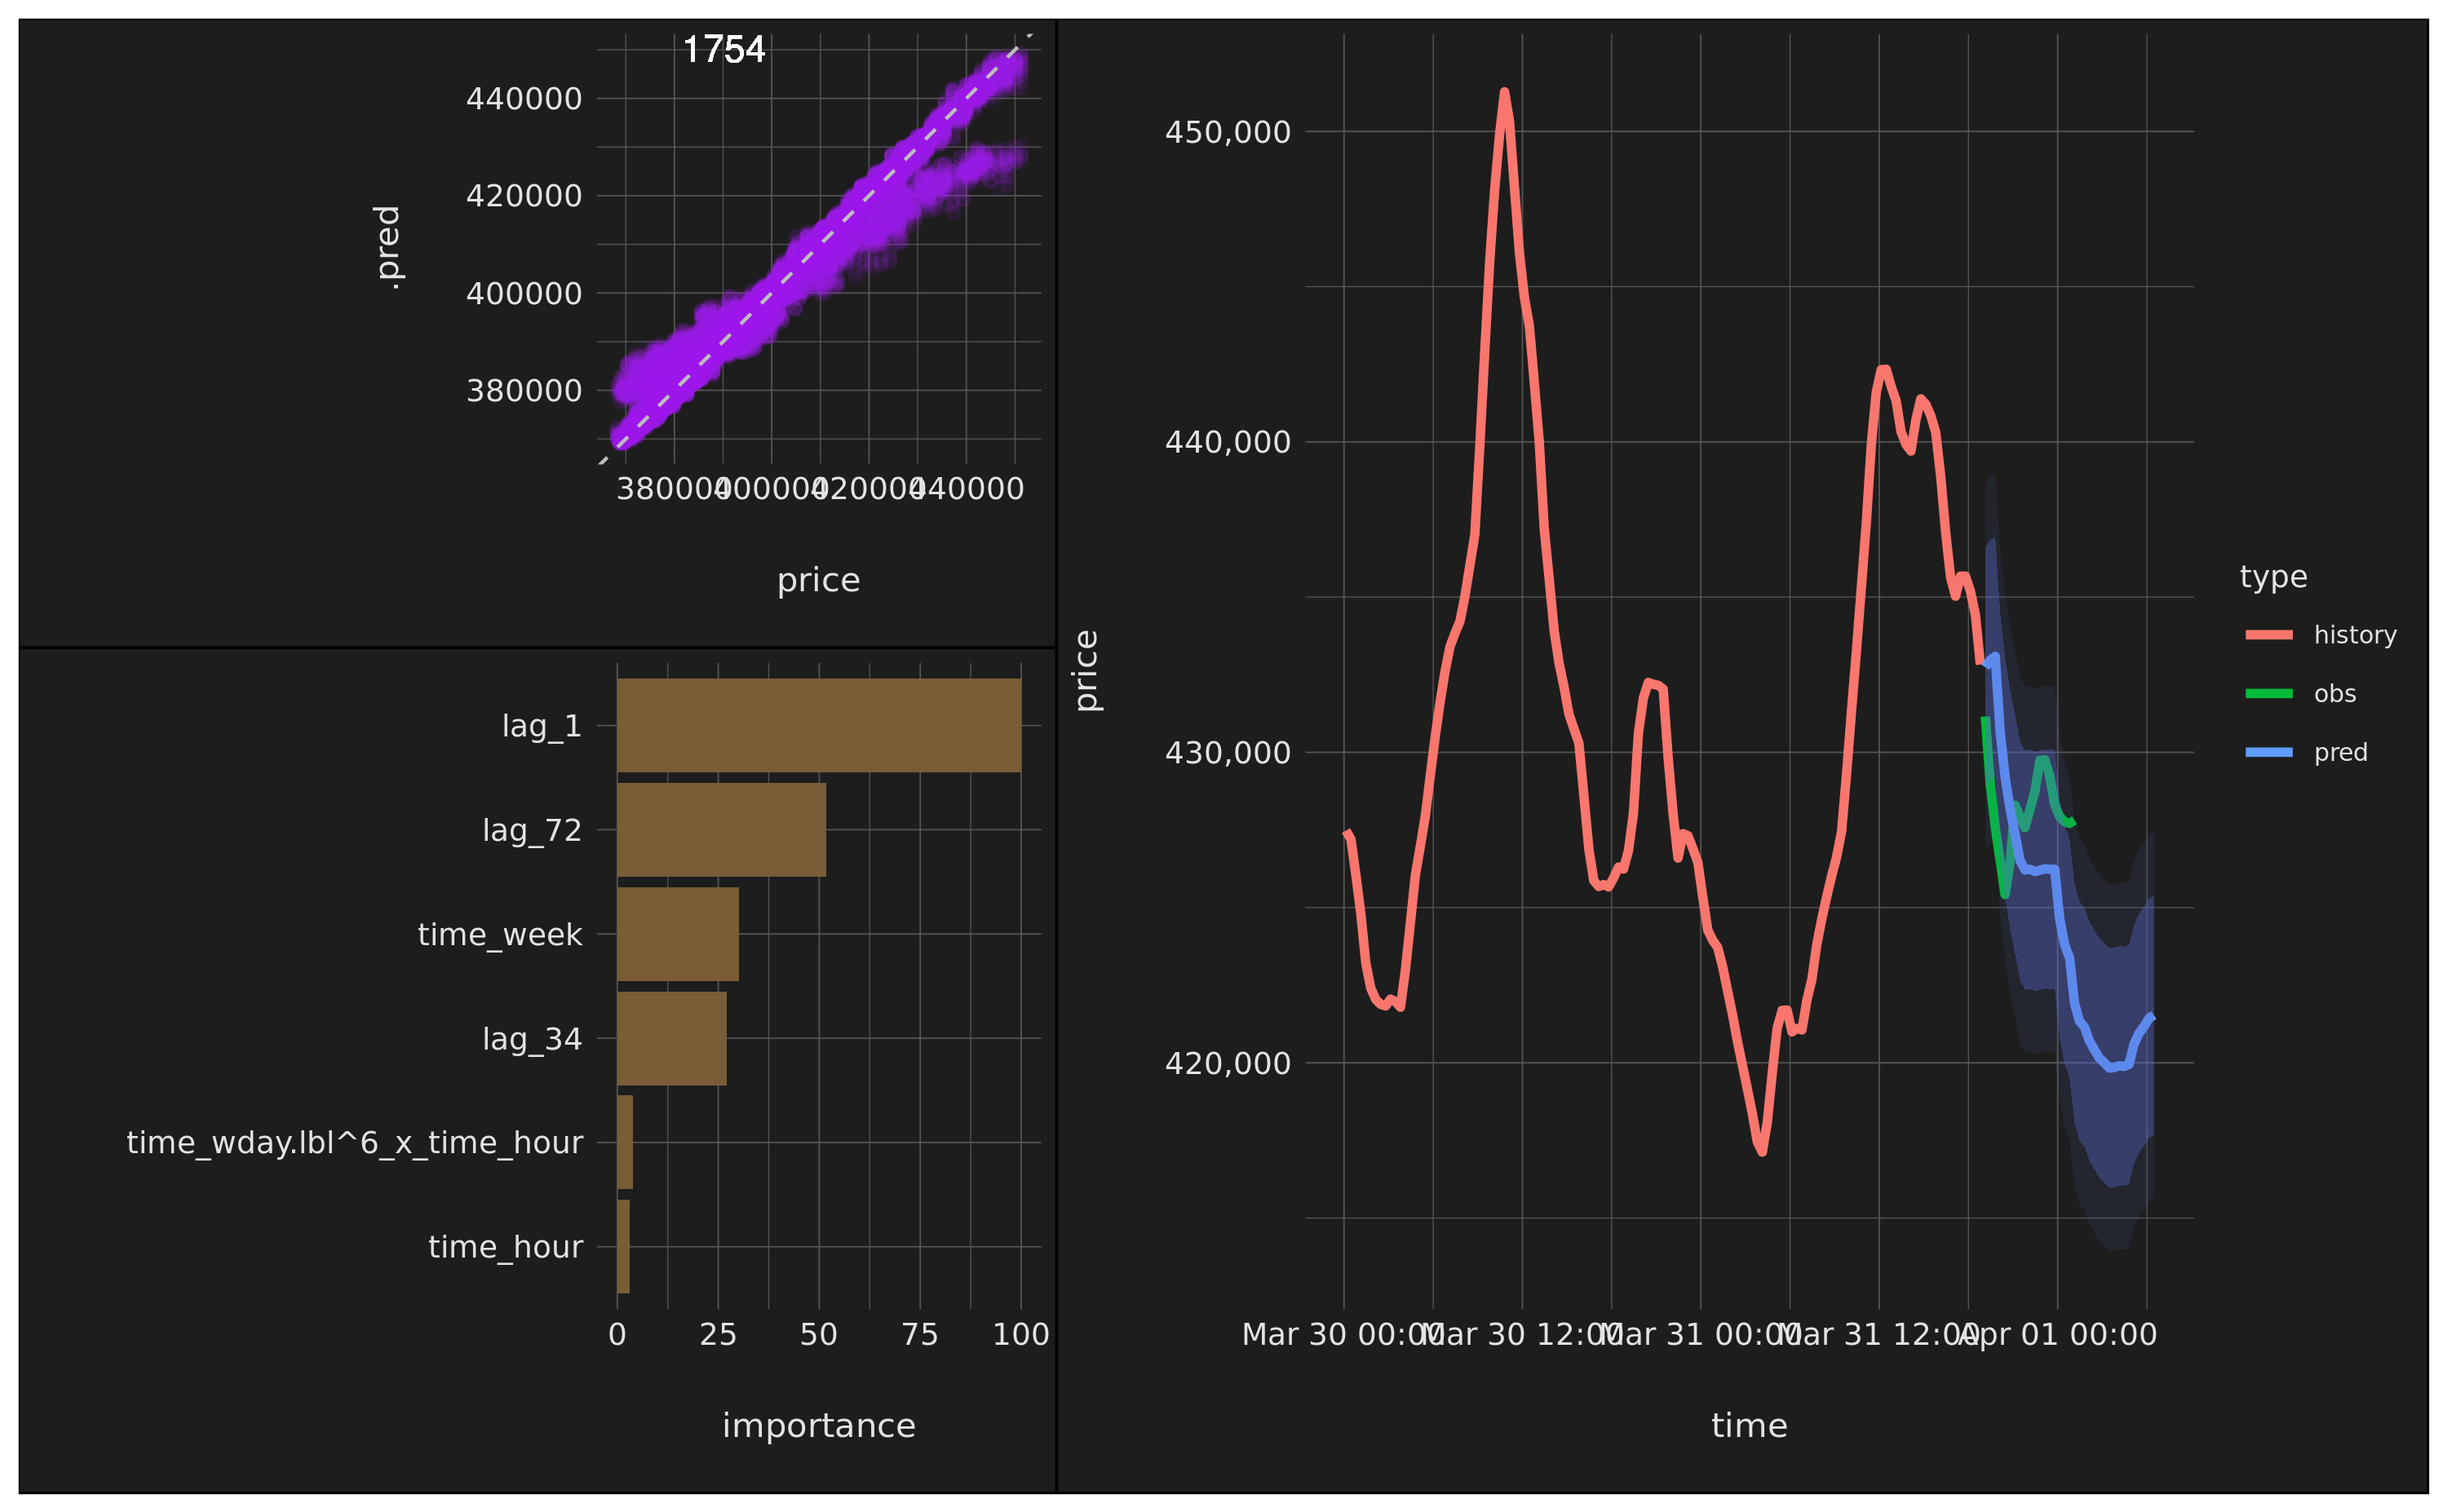 1754
440000
420000
400000
380000
.pred
380000 400000 420000 440000
price
lag_1
lag_72
time_week
lag_34
time_wday.lbl^6_x_time_hour
time_hour
0 25 50 75 100
importance
450,000
440,000
430,000
420,000
price
Mar 30 00:00 Mar 30 12:00 Mar 31 00:00 Mar 31 12:00 Apr 01 00:00
time
type
history
obs
pred